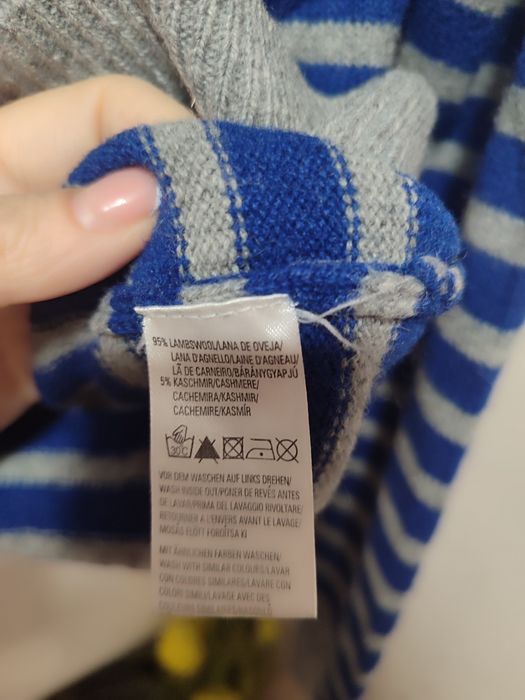 95% LAMBSWOOL/LANA DE OVEJA/
LANA D'AGNELLO/LAINE D'AGNEAU/
LÃ DE CARNEIRO/BÁRÁNYGYAPJÚ
5% KASCHMIR/CASHMERE/
CACHEMIRA/KASHMIR/
CACHEMIRE/KASMÍR
30°C
VOR DEM WASCHEN AUF LINKS DREHEN/
WASH INSIDE OUT/PONER DE REVÉS ANTES
DE LAVAR/PRIMA DEL LAVAGGIO RIVOLTARE/
RETOURNER A L'ENVERS AVANT LE LAVAGE/
MOSÁS ELŐTT FORDÍTSA KI
MIT ÄHNLICHEN FARBEN WASCHEN/
WASH WITH SIMILAR COLOURS/LAVAR
CON COLORES SIMILARES/LAVARE CON
COLORI SIMILI/LAVAGE AVEC DES
COULEURS SIMILAIRES/HASONLÓ